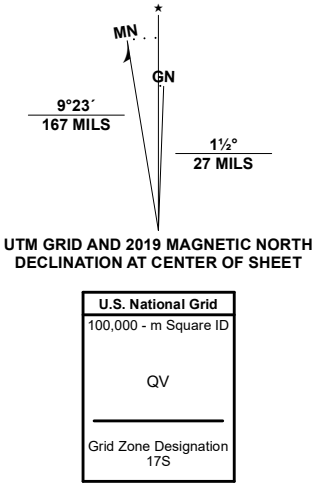 ★
MN
GN
9°23´
167 MILS
1½°
27 MILS
UTM GRID AND 2019 MAGNETIC NORTH
DECLINATION AT CENTER OF SHEET
U.S. National Grid
100,000 - m Square ID
QV
Grid Zone Designation
17S